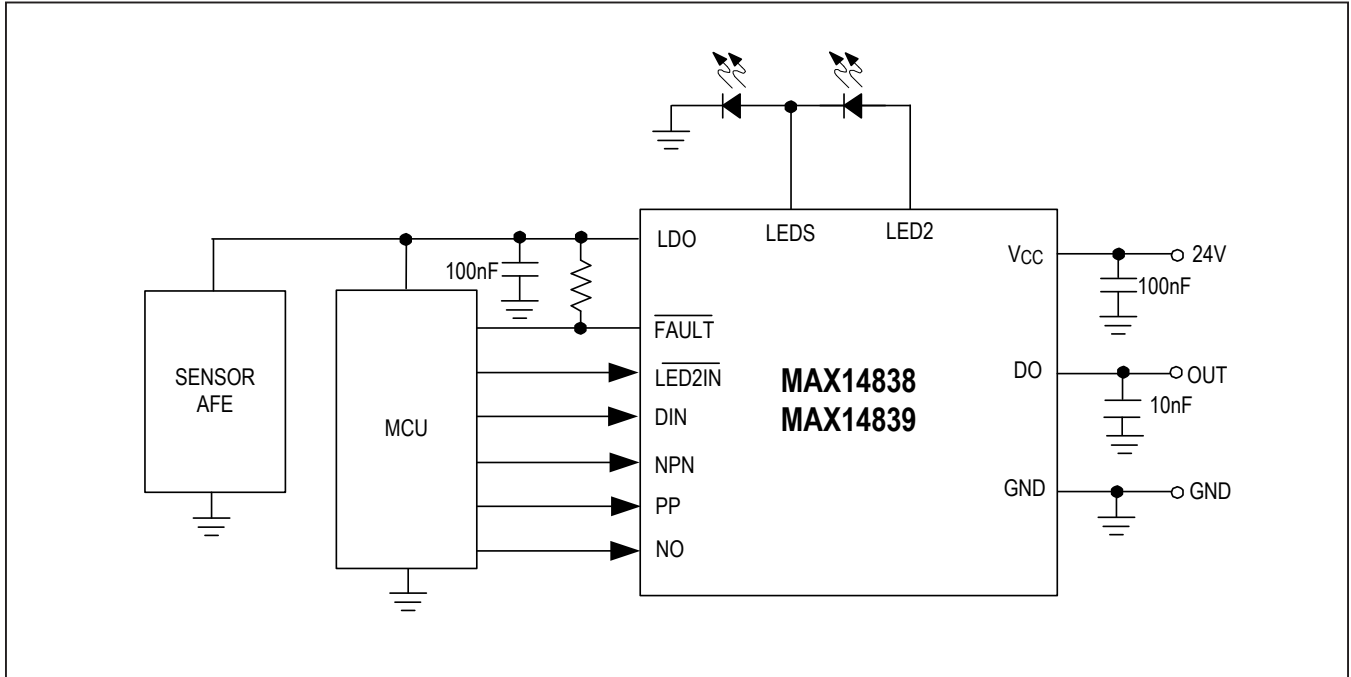 LEDS
LED2
LDO
VCC
24V
100nF
100nF
FAULT
SENSOR
AFE
MCU
LED2IN
MAX14838
MAX14839
DO
OUT
10nF
DIN
NPN
GND
GND
PP
NO